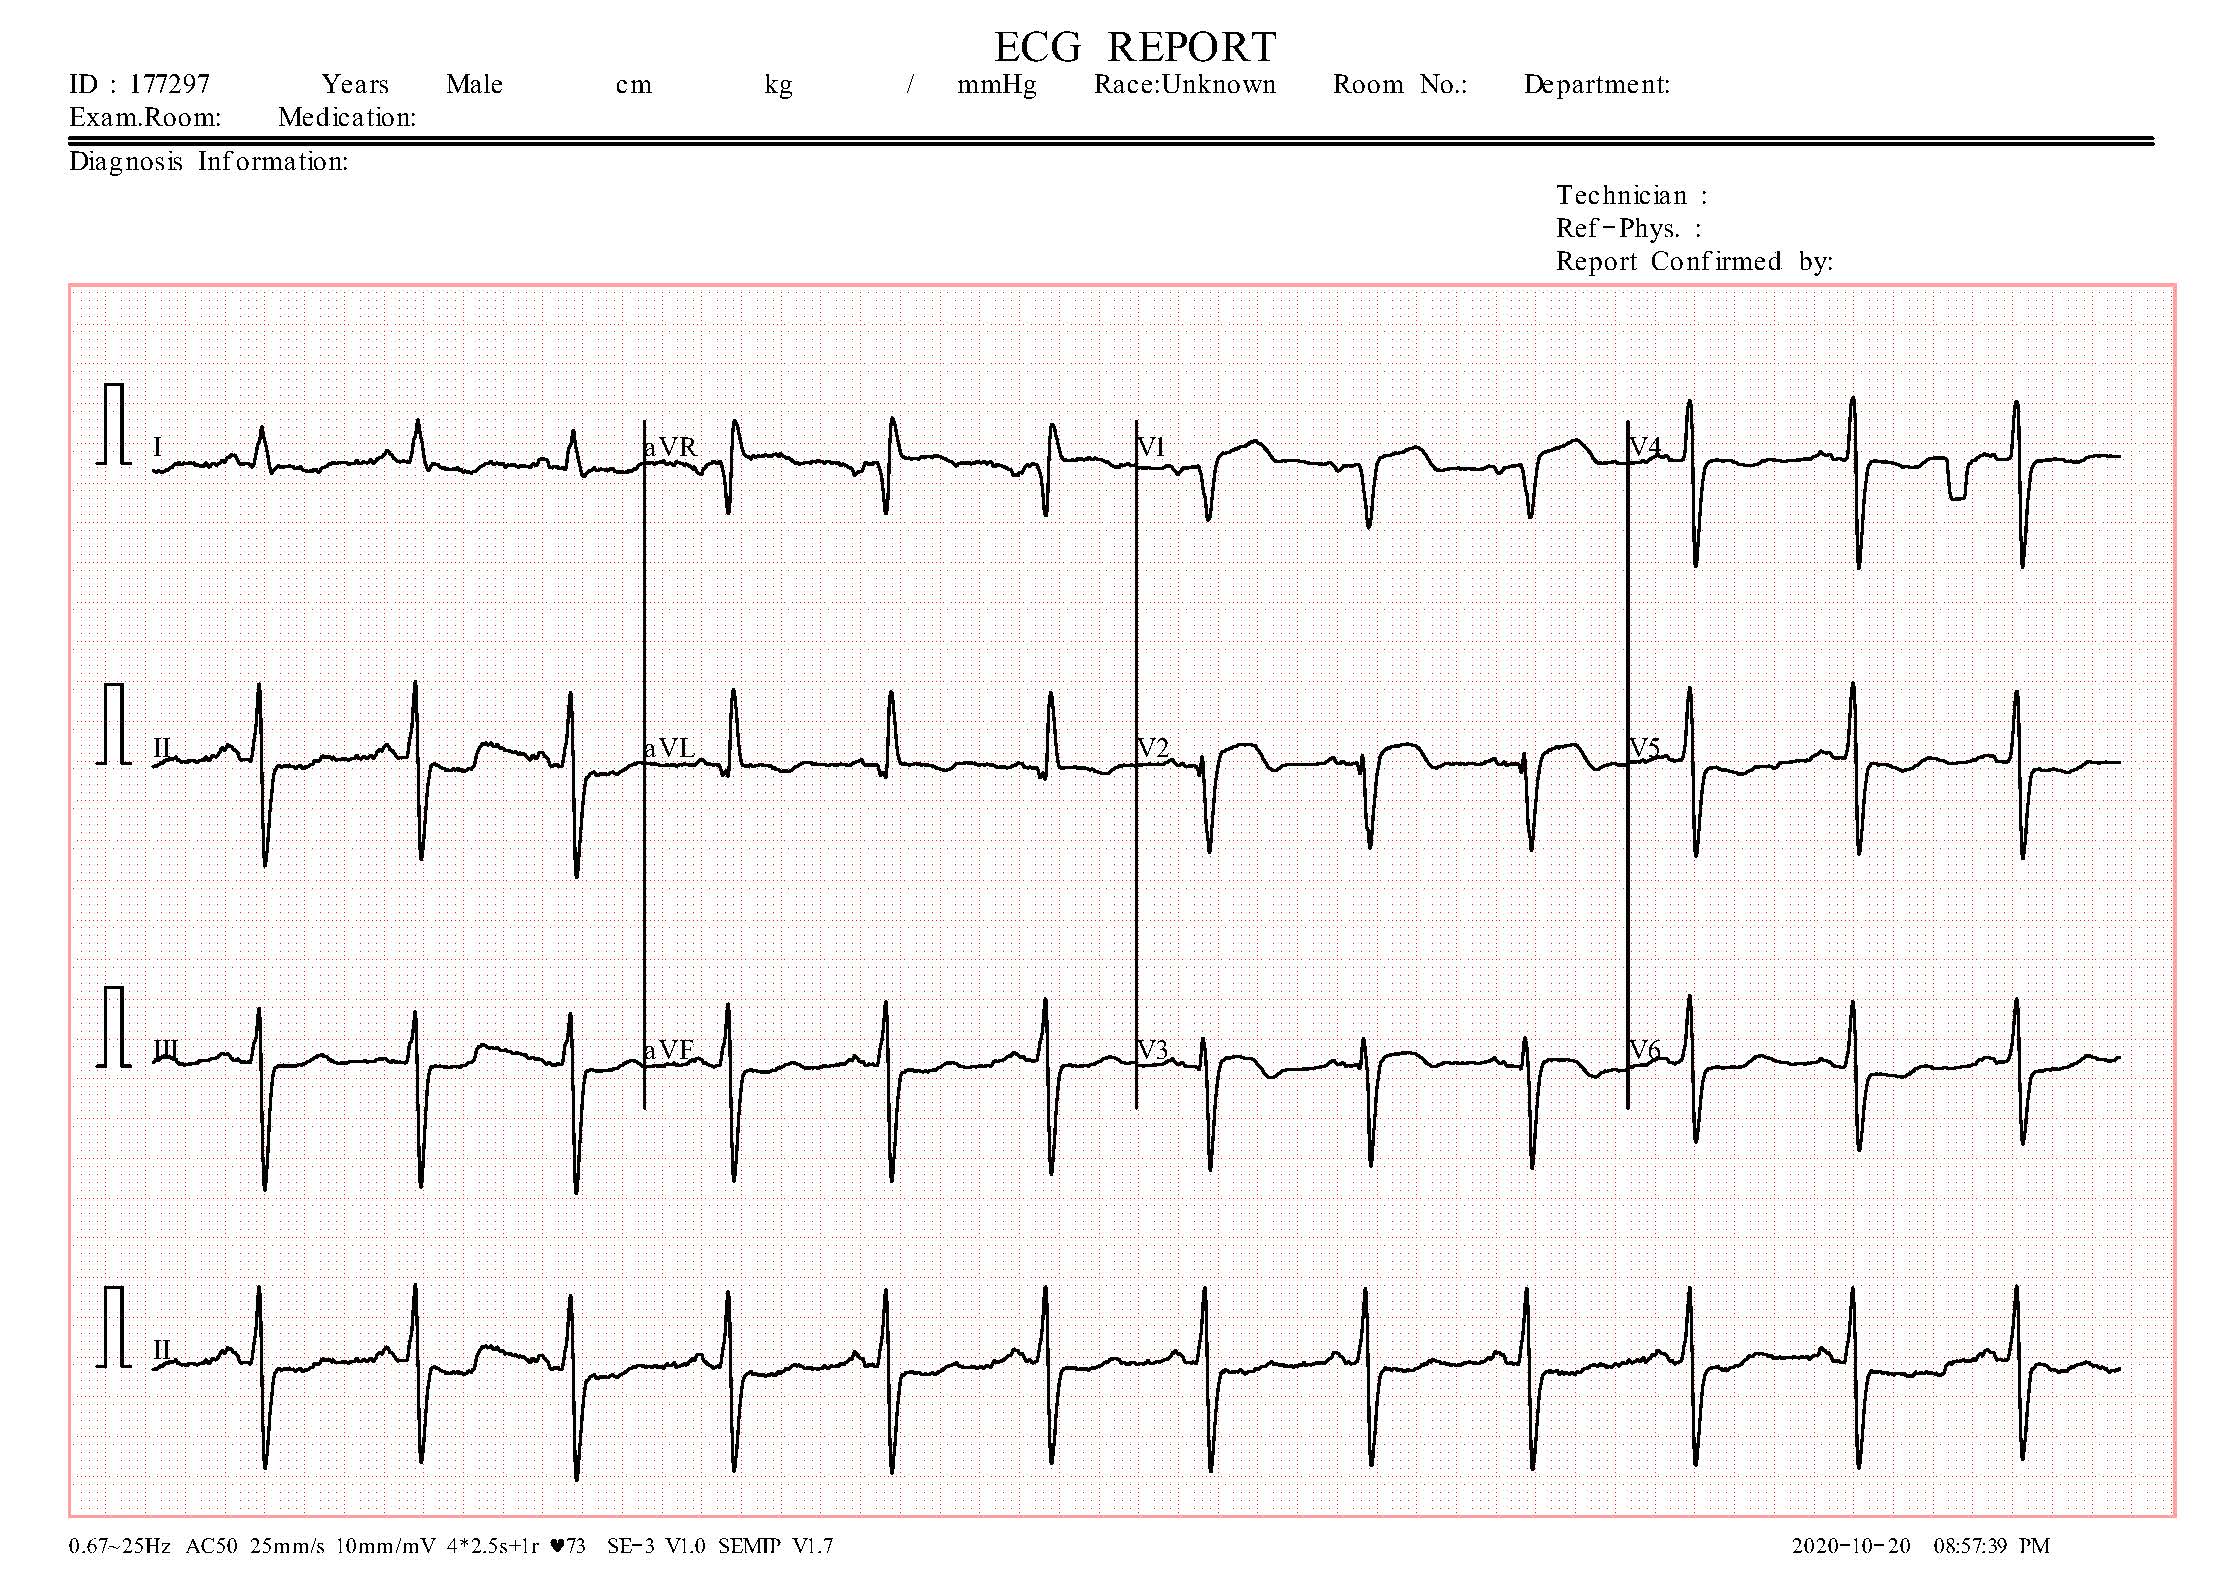 ECG REPORT
ID : 177297 Years Male cm kg / mmHg Race:Unknown Room No.: Department:
Exam.Room: Medication:
Diagnosis Information:
Technician :
Ref-Phys. :
Report Confirmed by:
I aVR V1 V4
II aVL V2 V5
III aVF V3 V6
II
0.67~25Hz AC50 25mm/s 10mm/mV 4*2.5s+1r ♥73 SE-3 V1.0 SEMIP V1.7 2020-10-20 08:57:39 PM